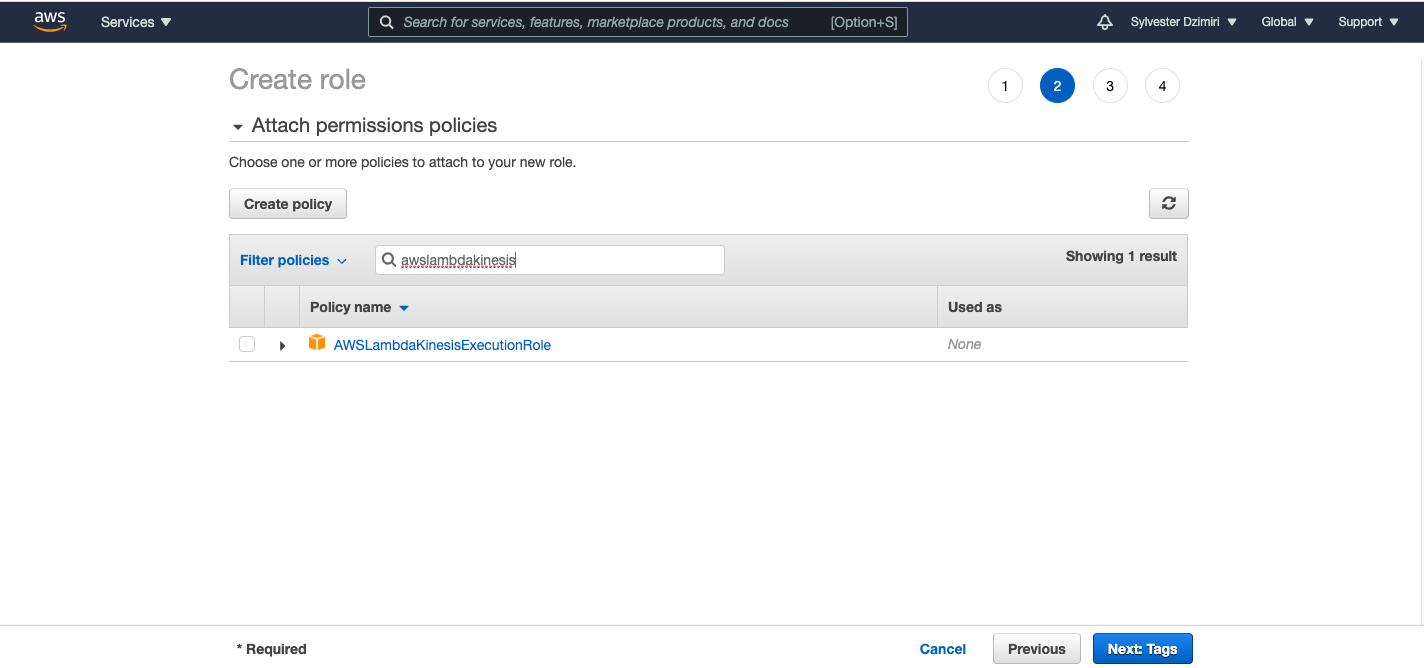 aws Services Search for services, features, marketplace products, and docs [Option+S] Sylvester Dzimiri Global Support
Create role
1 2 3 4
Attach permissions policies
Choose one or more policies to attach to your new role.
Create policy
Filter policies awslambdakinesis Showing 1 result
Policy name Used as
AWSLambdaKinesisExecutionRole None
* Required Cancel Previous Next: Tags